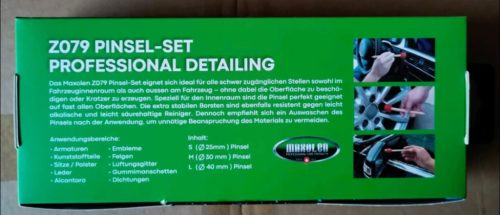 Z079 PINSEL-SET
PROFESSIONAL DETAILING
Das Maxolen Z079 Pinsel-Set eignet sich ideal für alle schwer zugänglichen Stellen sowohl im
Fahrzeuginnenraum als auch aussen am Fahrzeug – ohne dabei die Oberfläche zu beschä-
digen oder Kratzer zu erzeugen. Speziell für den Innenraum sind die Pinsel perfekt geeignet
auf fast allen Oberflächen. Die extra stabilen Borsten sind ebenfalls resistent gegen leicht
alkalische und leicht säurehaltige Reiniger. Dennoch empfiehlt sich ein Auswaschen des
Pinsels nach der Anwendung, um unnötige Beanspruchung des Materials zu vermeiden.
Anwendungsbereiche:
- Armaturen
- Kunststoffteile
- Sitze / Polster
- Leder
- Alcantara
- Embleme
- Felgen
- Lüftungsgitter
- Gummimanschetten
- Dichtungen
Inhalt:
S (Ø 25mm) Pinsel
M (Ø 30 mm) Pinsel
L (Ø 40 mm) Pinsel
maxolen